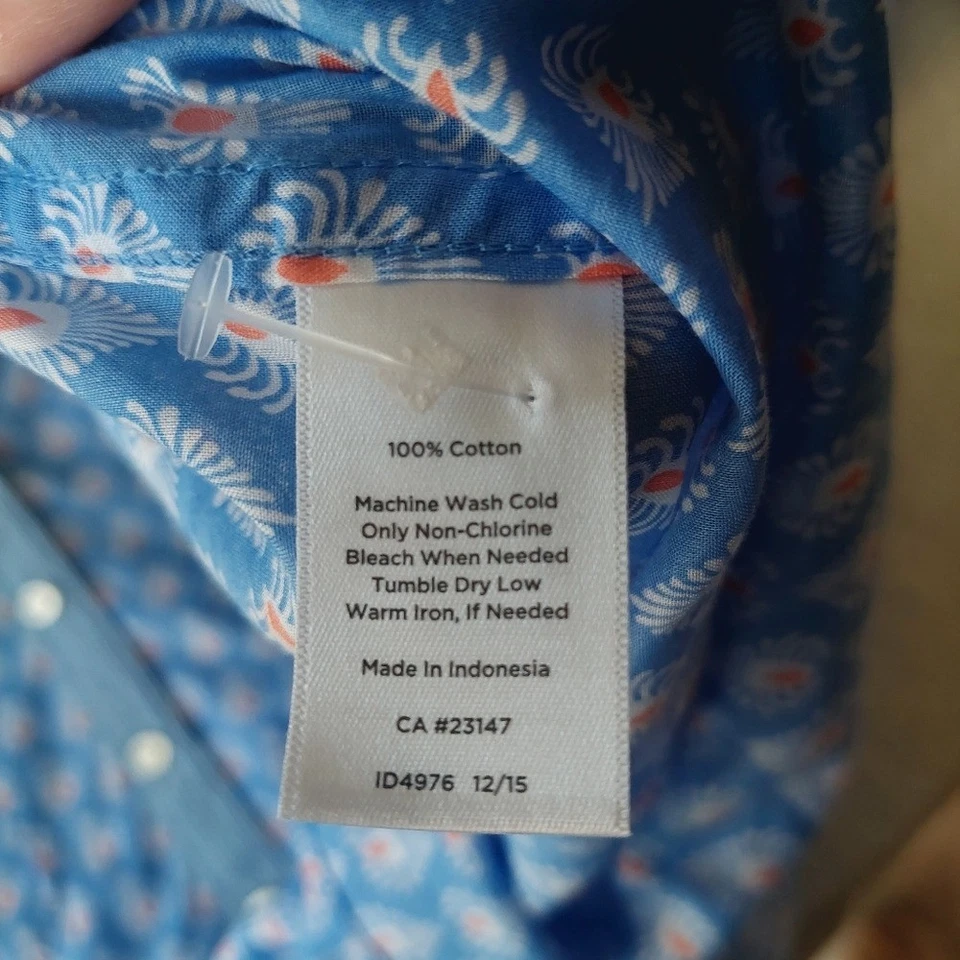 100% Cotton
Machine Wash Cold
Only Non-Chlorine
Bleach When Needed
Tumble Dry Low
Warm Iron, If Needed
Made In Indonesia
CA #23147
ID4976 12/15